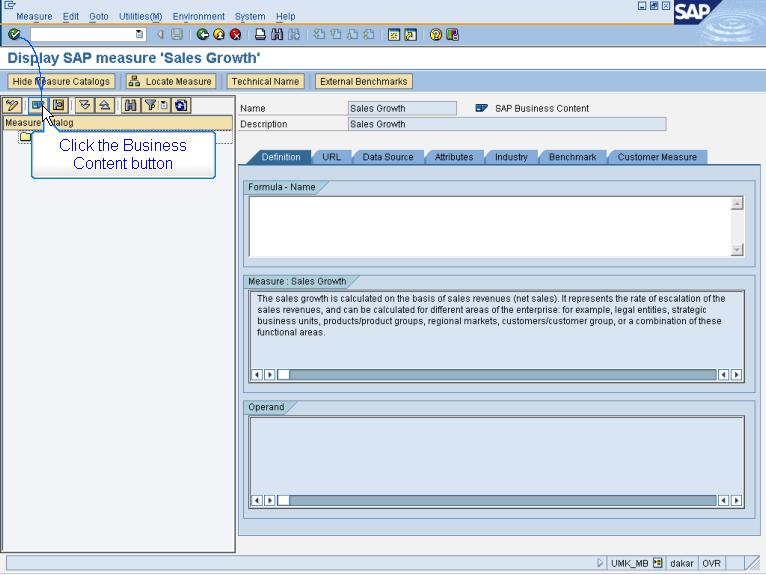 Measure Edit Goto Utilities(M) Environment System Help
SAP
Display SAP measure 'Sales Growth'
Hide Measure Catalogs Locate Measure Technical Name External Benchmarks
Measure Catalog
Click the Business
Content button
Name Sales Growth SAP Business Content
Description Sales Growth
Definition URL Data Source Attributes Industry Benchmark Customer Measure
Formula - Name
Measure : Sales Growth
The sales growth is calculated on the basis of sales revenues (net sales). It represents the rate of escalation of the
sales revenues, and can be calculated for different areas of the enterprise: for example, legal entities, strategic
business units, products/product groups, regional markets, customers/customer group, or a combination of these
functional areas.
Operand
UMK_MB dakar OVR